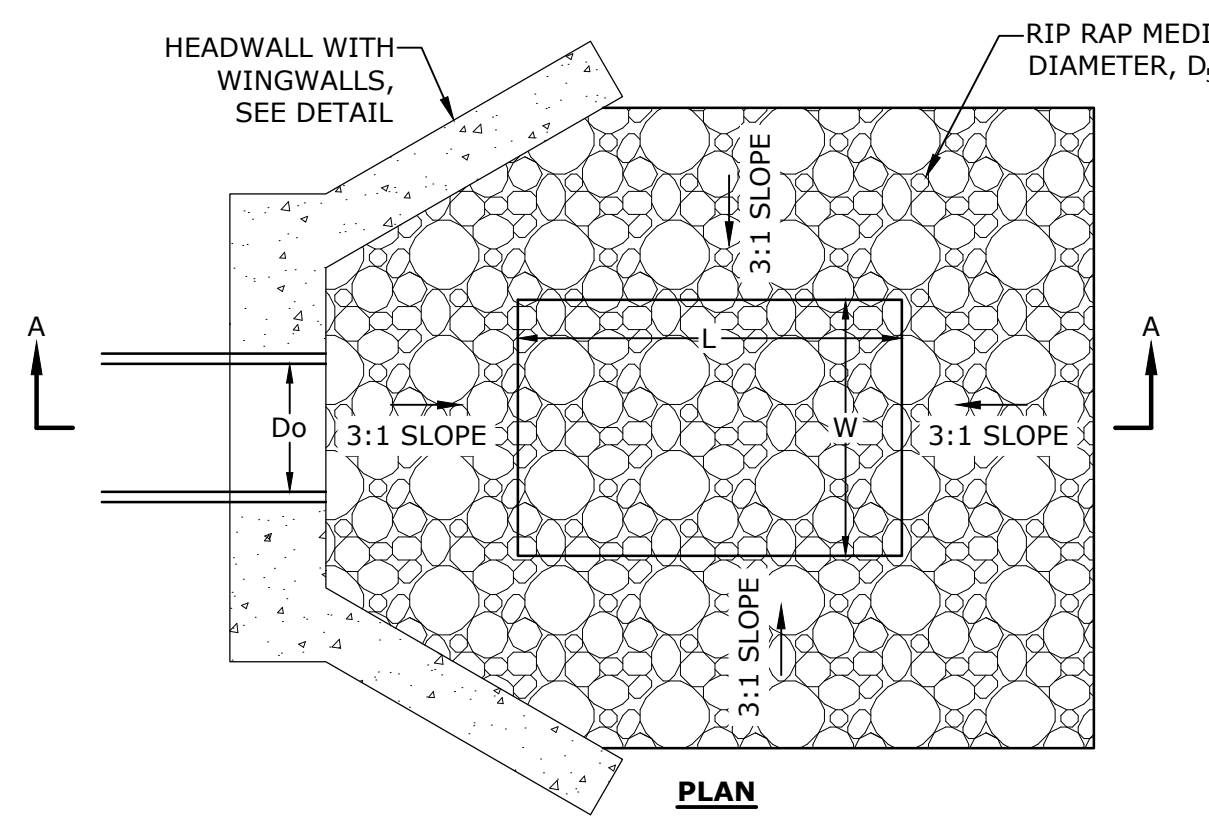 HEADWALL WITH
WINGWALLS,
SEE DETAIL
RIP RAP
DIAMETER,
3:1 SLOPE
A
A
L
Do
3:1 SLOPE
W
3:1 SLOPE
3:1 SLOPE
PLAN